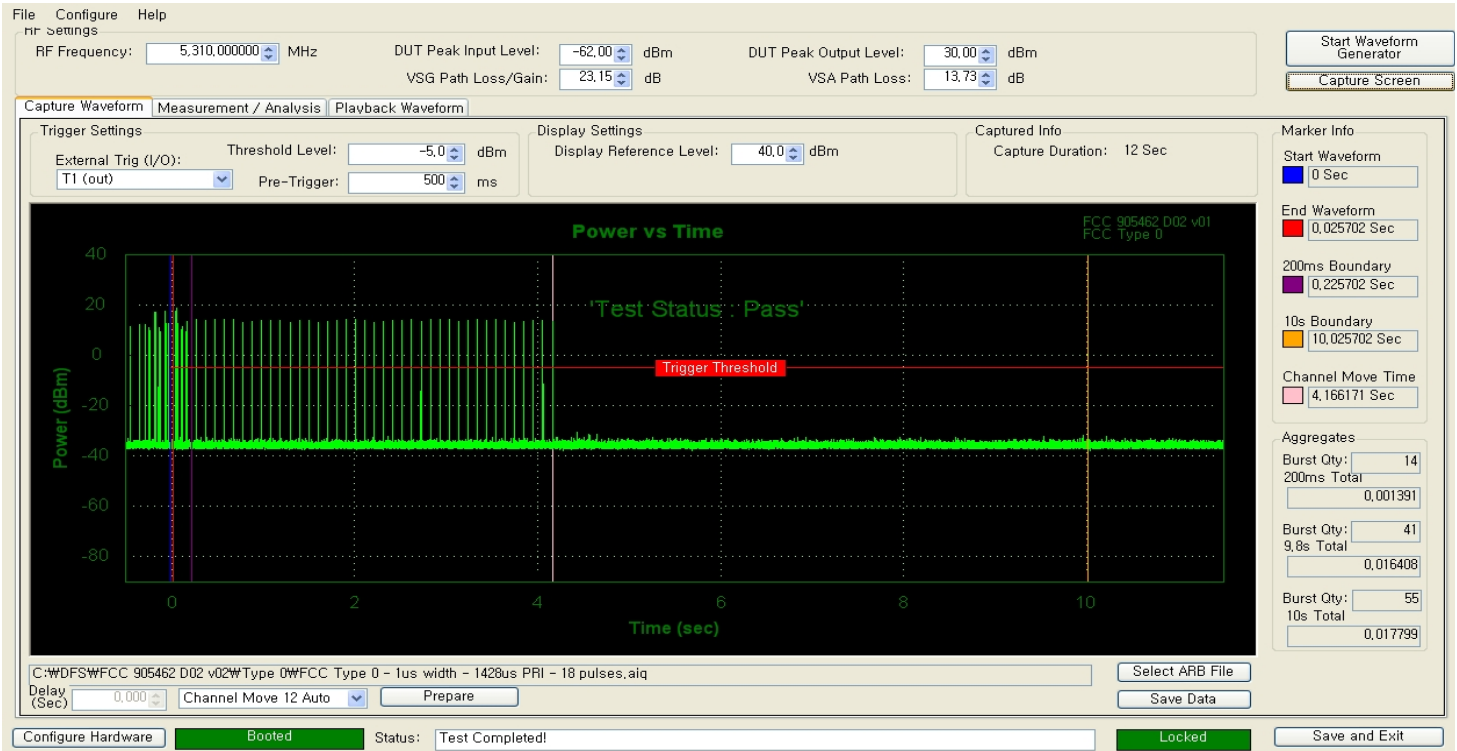 File Configure Help
RF Settings
RF Frequency: 5,310,000000 MHz DUT Peak Input Level: -62,00 dBm DUT Peak Output Level: 30,00 dBm
VSG Path Loss/Gain: 23,15 dB VSA Path Loss: 13,73 dB
Start Waveform
Generator
Capture Screen
Capture Waveform Measurement / Analysis Playback Waveform
Trigger Settings
External Trig (I/O):
T1 (out)
Threshold Level: -5,0 dBm
Pre-Trigger: 500 ms
Display Settings
Display Reference Level: 40,0 dBm
Captured Info
Capture Duration: 12 Sec
Power vs Time
FCC 905462 D02 v01
FCC Type 0
'Test Status : Pass'
Trigger Threshold
Power (dBm)
40
20
0
-20
-40
-60
-80
0 2 4 6 8 10
Time (sec)
Marker Info
Start Waveform
0 Sec
End Waveform
0,025702 Sec
200ms Boundary
0,225702 Sec
10s Boundary
10,025702 Sec
Channel Move Time
4,166171 Sec
Aggregates
Burst Qty: 14
200ms Total
0,001391
Burst Qty: 41
9,8s Total
0,016408
Burst Qty: 55
10s Total
0,017799
C:₩DFS₩FCC 905462 D02 v02₩Type 0₩FCC Type 0 - 1us width - 1428us PRI - 18 pulses,aiq
Select ARB File
Delay
(Sec) 0,000 Channel Move 12 Auto Prepare
Save Data
Configure Hardware Booted Status: Test Completed! Locked Save and Exit